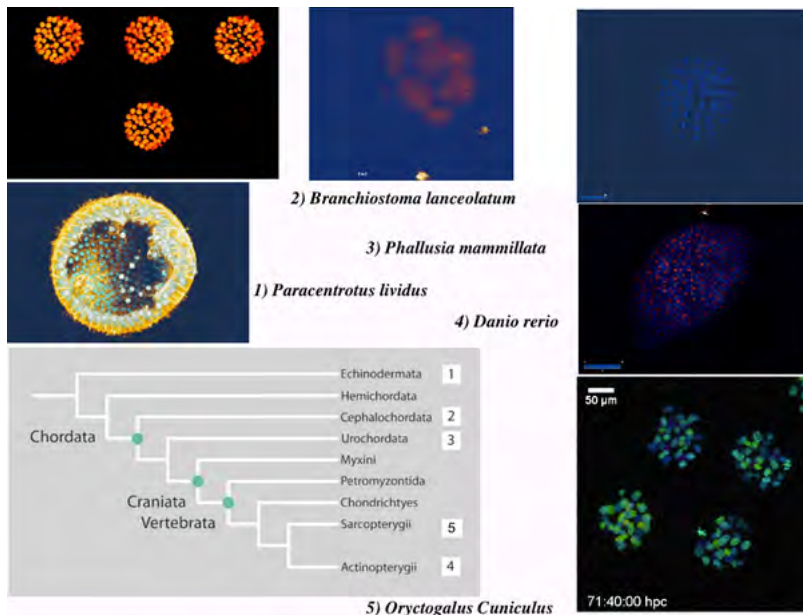 2) Branchiostoma lanceolatum
3) Phallusia mammillata
1) Paracentrotus lividus
4) Danio rerio
Echinodermata 1
Hemichordata
Cephalochordata 2
Chordata
Urochordata 3
Myxini
Petromyzontida
Craniata
Chondrichtyes
Vertebrata
Sarcopterygii 5
Actinopterygii 4
50 µm
71:40:00 hpc
5) Oryctogalus Cuniculus